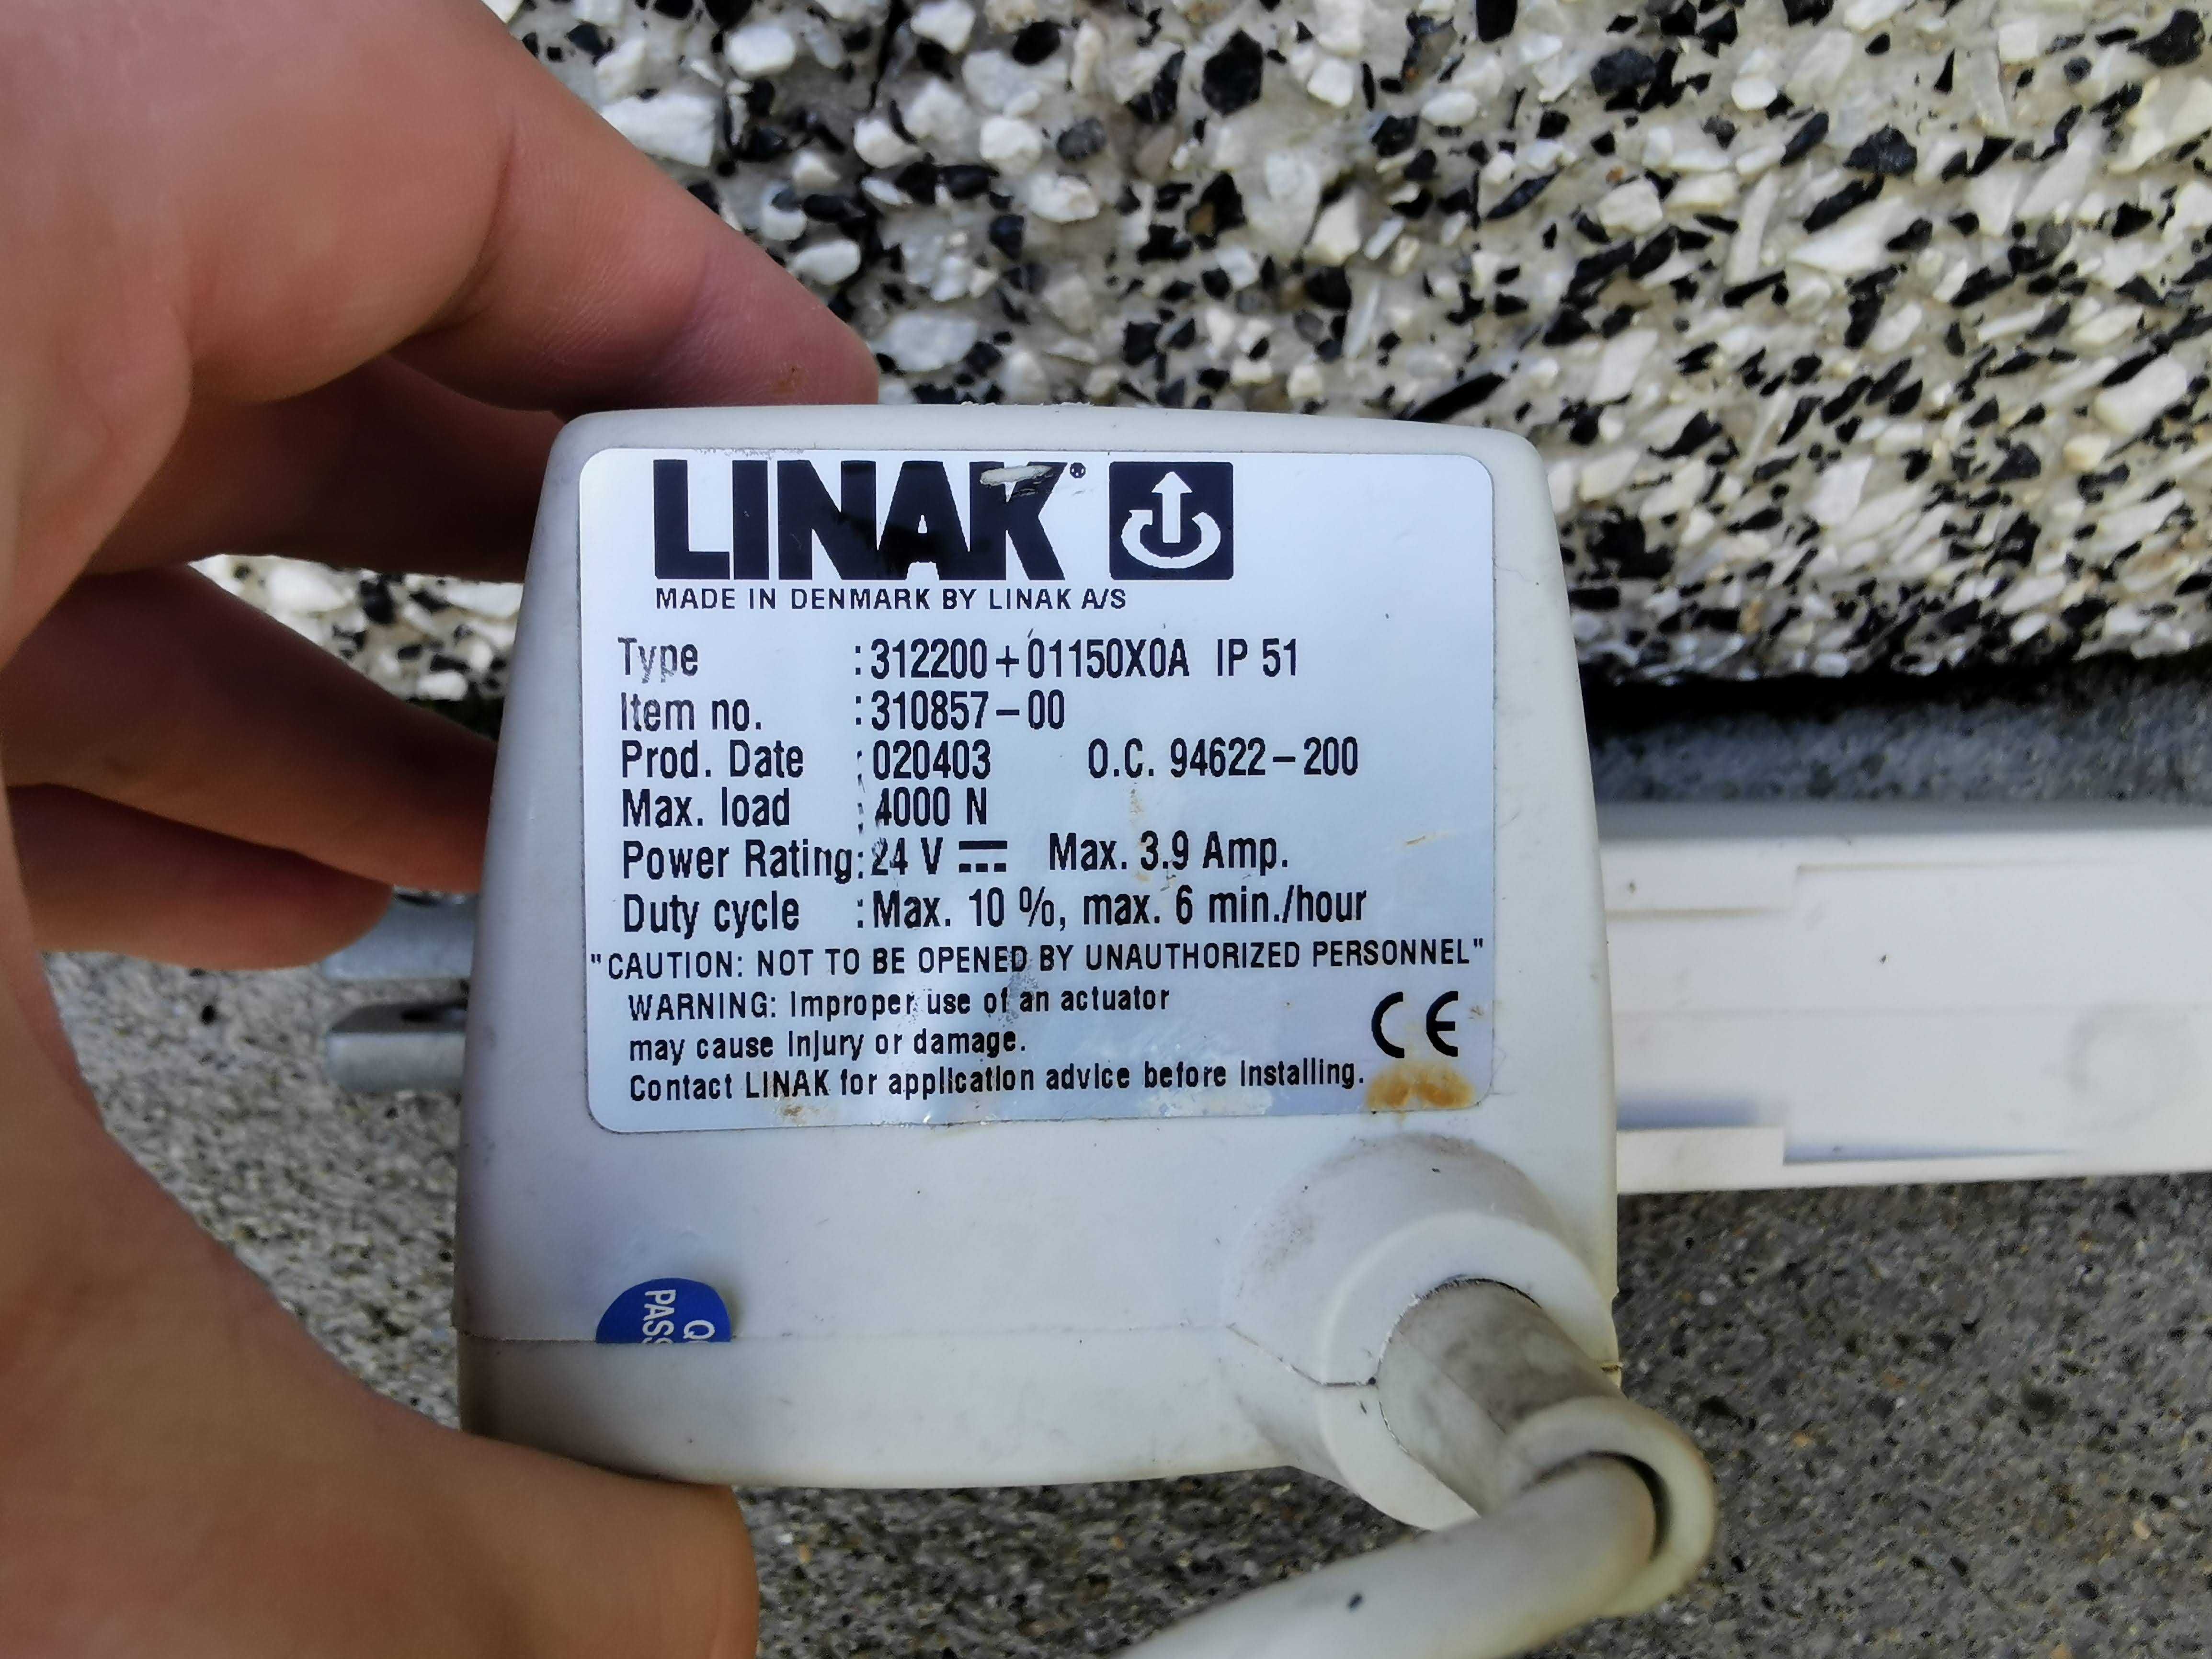 LINAK®
MADE IN DENMARK BY LINAK A/S
Type :312200+01150X0A IP 51
Item no. :310857-00
Prod. Date :020403 O.C. 94622-200
Max. load :4000 N
Power Rating:24 V ⎓ Max. 3.9 Amp.
Duty cycle :Max. 10 %, max. 6 min./hour
"CAUTION: NOT TO BE OPENED BY UNAUTHORIZED PERSONNEL"
WARNING: Improper use of an actuator
may cause injury or damage.
Contact LINAK for application advice before installing.
CE